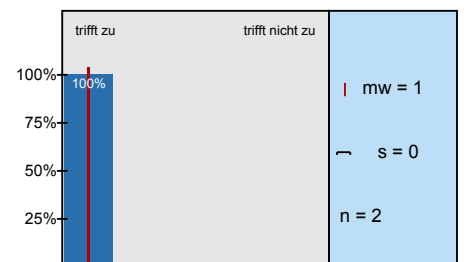 trifft zu trifft nicht zu
100%
100%
mw = 1
75%
50%
s = 0
25%
n = 2